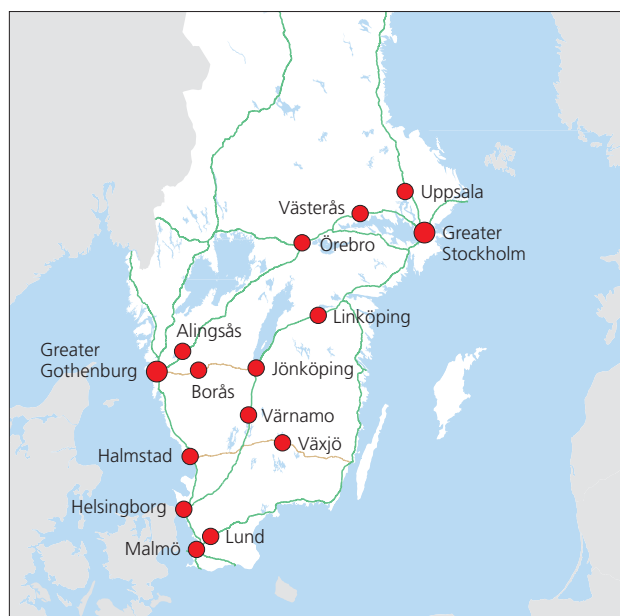 Uppsala
Västerås
Greater
Stockholm
Örebro
Linköping
Alingsås
Greater
Gothenburg
Jönköping
Borås
Värnamo
Växjö
Halmstad
Helsingborg
Lund
Malmö